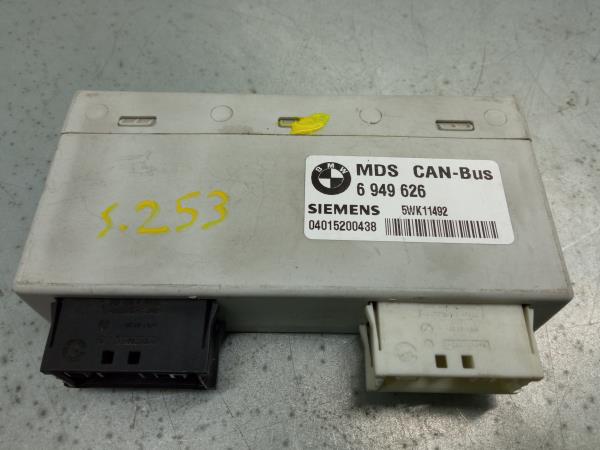 BMW
MDS CAN-Bus
6 949 626
SIEMENS 5WK11492
04015200438
S.253